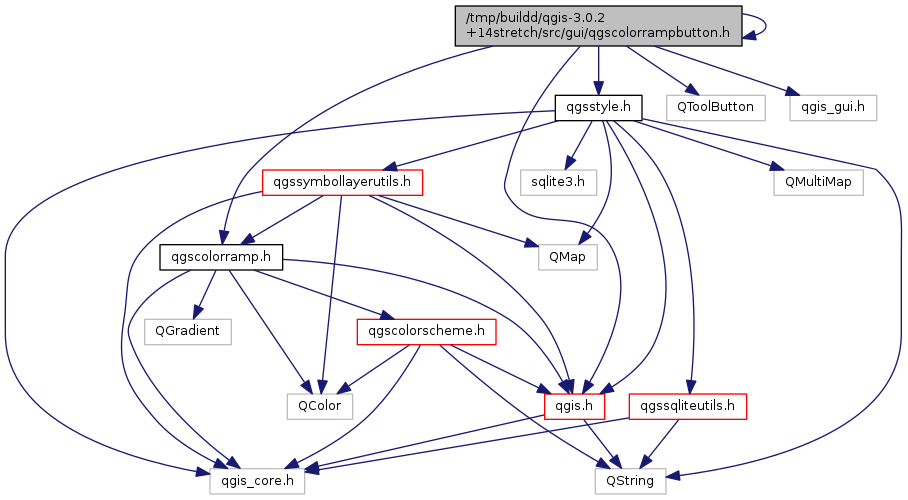 /tmp/buildd/qgis-3.0.2
+14stretch/src/gui/qgscolorrampbutton.h
qgsstyle.h
QToolButton
qgis_gui.h
qgssymbollayerutils.h
sqlite3.h
QMultiMap
qgscolorramp.h
QMap
QGradient
qgscolorscheme.h
QColor
qgis.h
qgssqliteutils.h
qgis_core.h
QString